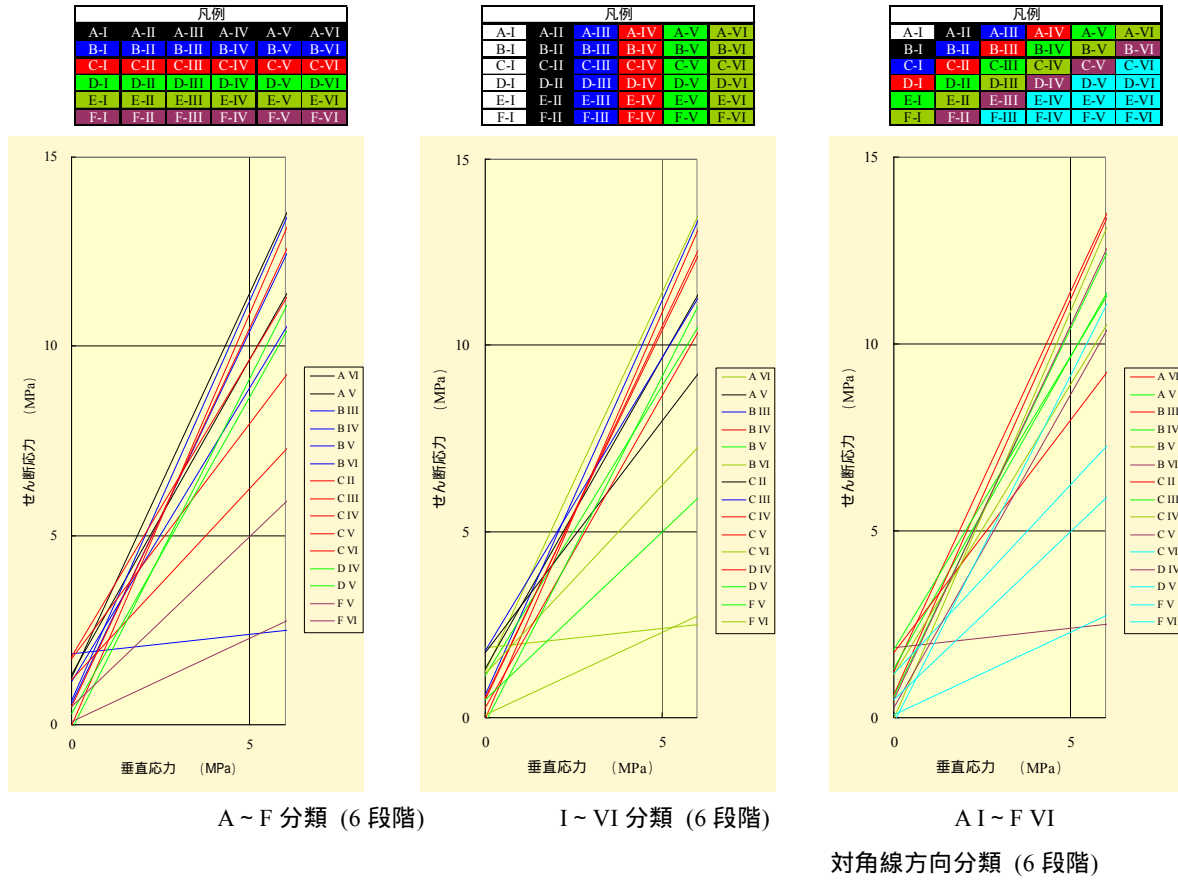 凡例
A-I A-II A-III A-IV A-V A-VI
B-I B-II B-III B-IV B-V B-VI
C-I C-II C-III C-IV C-V C-VI
D-I D-II D-III D-IV D-V D-VI
E-I E-II E-III E-IV E-V E-VI
F-I F-II F-III F-IV F-V F-VI
15
10
5
0
0
5
せん断応力 (MPa)
垂直応力 (MPa)
A VI
A V
B III
B IV
B V
B VI
C II
C III
C IV
C V
C VI
D IV
D V
F V
F VI
A ~ F 分類 (6 段階)
凡例
A-I A-II A-III A-IV A-V A-VI
B-I B-II B-III B-IV B-V B-VI
C-I C-II C-III C-IV C-V C-VI
D-I D-II D-III D-IV D-V D-VI
E-I E-II E-III E-IV E-V E-VI
F-I F-II F-III F-IV F-V F-VI
15
10
5
0
0
5
せん断応力 (MPa)
垂直応力 (MPa)
A VI
A V
B III
B IV
B V
B VI
C II
C III
C IV
C V
C VI
D IV
D V
F V
F VI
I ~ VI 分類 (6 段階)
凡例
A-I A-II A-III A-IV A-V A-VI
B-I B-II B-III B-IV B-V B-VI
C-I C-II C-III C-IV C-V C-VI
D-I D-II D-III D-IV D-V D-VI
E-I E-II E-III E-IV E-V E-VI
F-I F-II F-III F-IV F-V F-VI
15
10
5
0
0
5
せん断応力 (MPa)
垂直応力 (MPa)
A VI
A V
B III
B IV
B V
B VI
C II
C III
C IV
C V
C VI
D IV
D V
F V
F VI
A I ~ F VI
対角線方向分類 (6 段階)